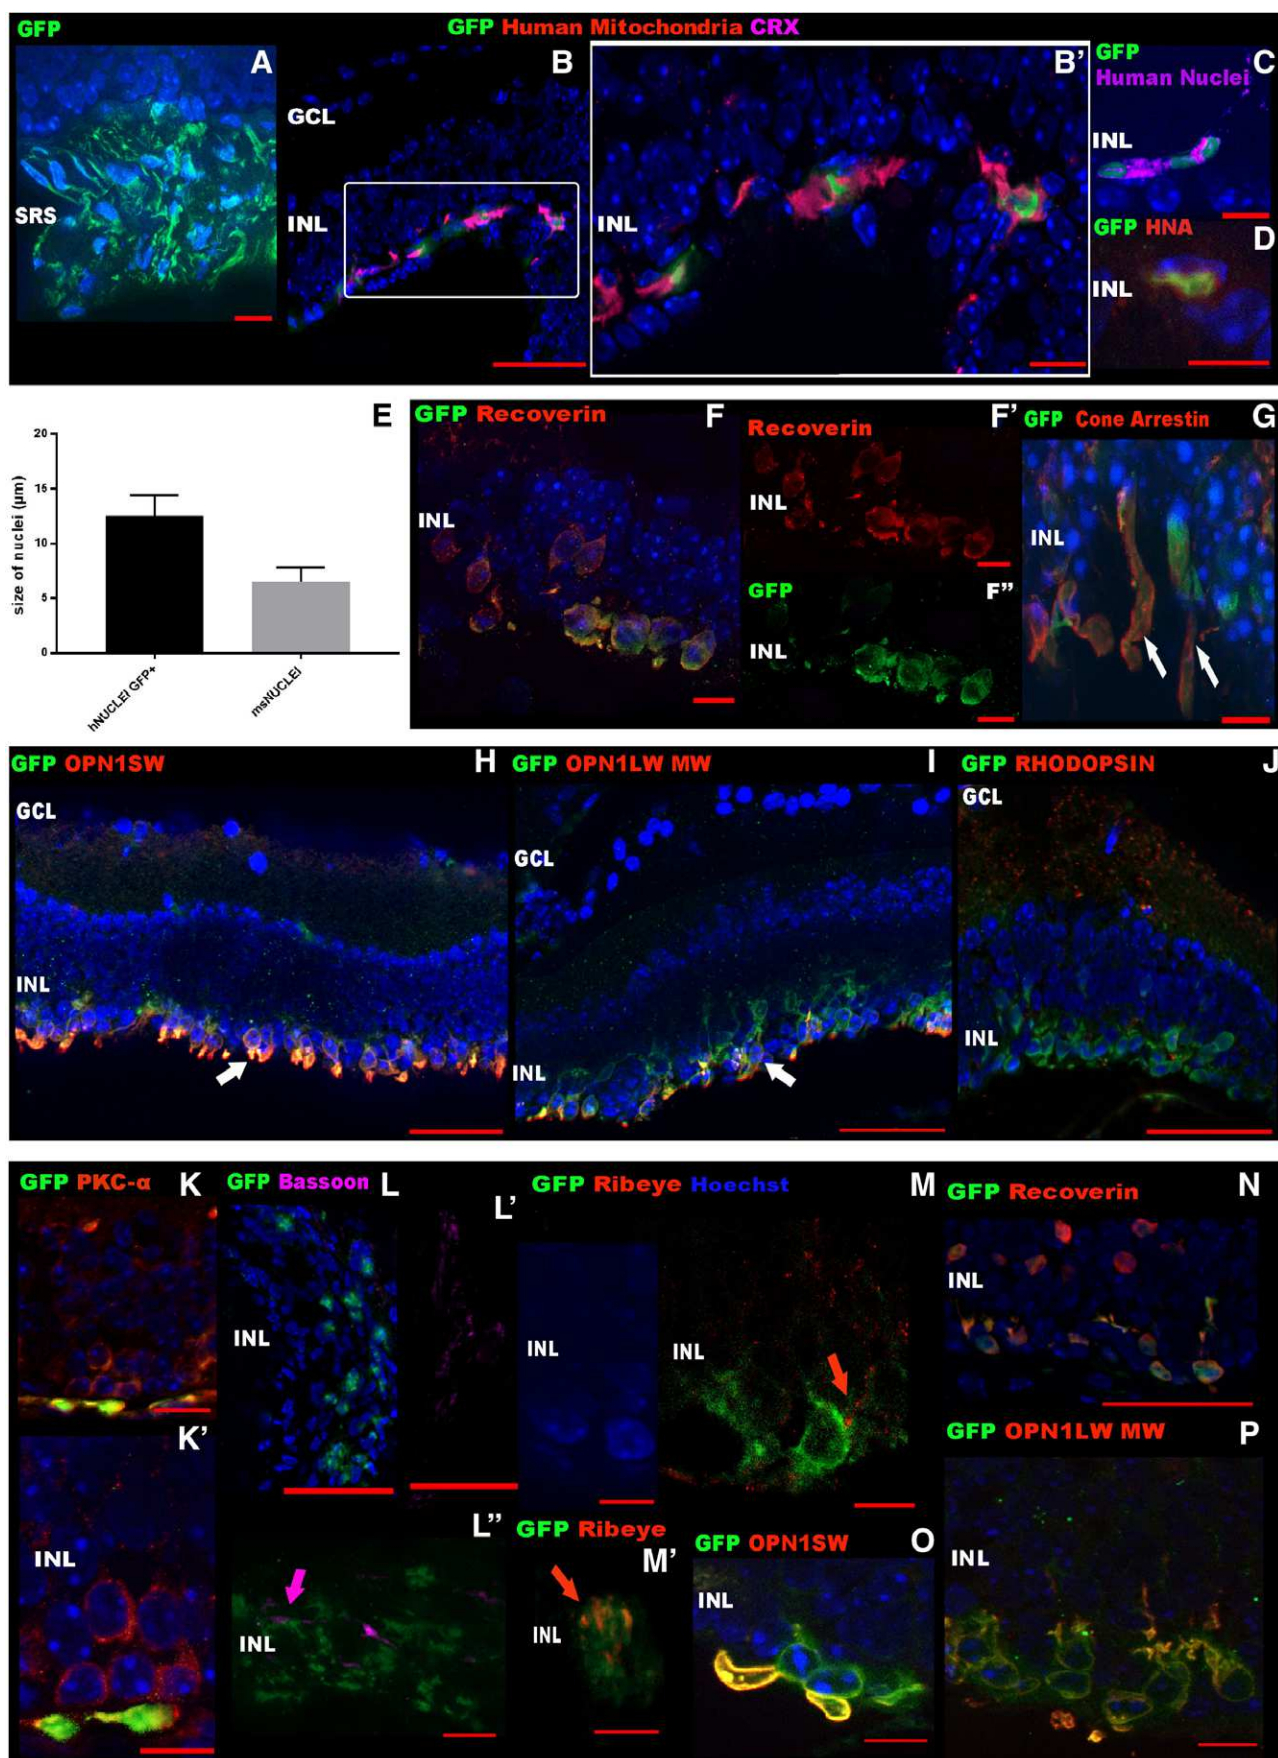 GFP
A
SRS
GFP Human Mitochondria CRX
B
GCL
INL
B’
INL
GFP
C
Human Nuclei
INL
GFP HNA
D
INL
E
size of nuclei (µm)
20
15
10
5
0
hNUCLEI GFP+
msNUCLEI
GFP Recoverin
F
INL
F’
Recoverin
INL
GFP
F”
INL
GFP Cone Arrestin
G
INL
GFP OPN1SW
H
GCL
INL
GFP OPN1LW MW
I
GCL
INL
GFP RHODOPSIN
J
GCL
INL
GFP PKC-α
K
K’
INL
GFP Bassoon
L
INL
L’
L”
INL
GFP Ribeye Hoechst
M
INL
INL
GFP Ribeye
M’
INL
GFP Recoverin
N
INL
GFP OPN1SW
O
INL
GFP OPN1LW MW
P
INL